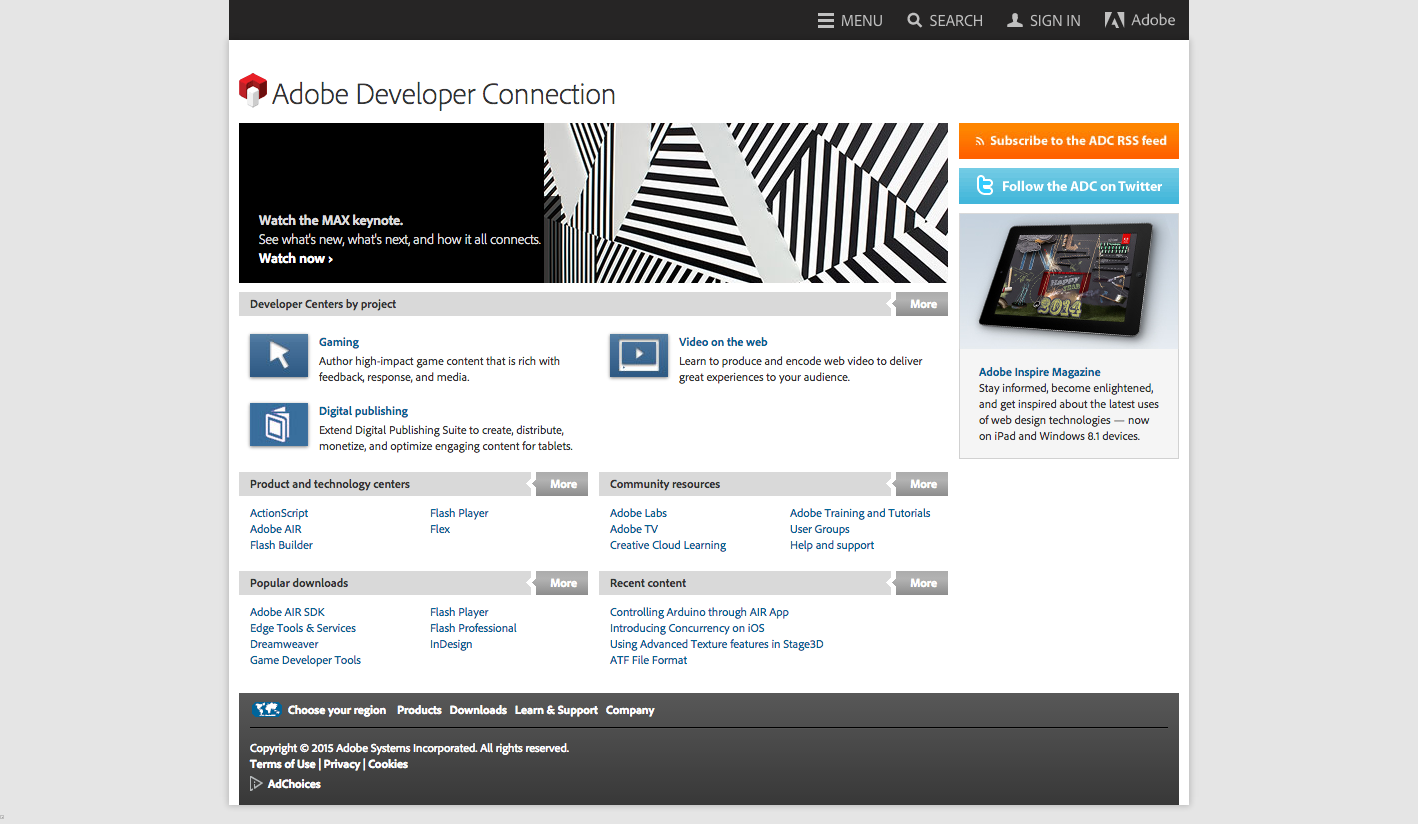 MENU SEARCH SIGN IN Adobe
Adobe Developer Connection
Watch the MAX keynote.
See what's new, what's next, and how it all connects.
Watch now ›
Subscribe to the ADC RSS feed
Follow the ADC on Twitter
HAPPY
YEAR
2014
Adobe Inspire Magazine
Stay informed, become enlightened,
and get inspired about the latest uses
of web design technologies — now
on iPad and Windows 8.1 devices.
Developer Centers by project More
Gaming
Author high-impact game content that is rich with
feedback, response, and media.
Video on the web
Learn to produce and encode web video to deliver
great experiences to your audience.
Digital publishing
Extend Digital Publishing Suite to create, distribute,
monetize, and optimize engaging content for tablets.
Product and technology centers More
ActionScript
Adobe AIR
Flash Builder
Flash Player
Flex
Community resources More
Adobe Labs
Adobe TV
Creative Cloud Learning
Adobe Training and Tutorials
User Groups
Help and support
Popular downloads More
Adobe AIR SDK
Edge Tools & Services
Dreamweaver
Game Developer Tools
Flash Player
Flash Professional
InDesign
Recent content More
Controlling Arduino through AIR App
Introducing Concurrency on iOS
Using Advanced Texture features in Stage3D
ATF File Format
Choose your region Products Downloads Learn & Support Company
Copyright © 2015 Adobe Systems Incorporated. All rights reserved.
Terms of Use | Privacy | Cookies
AdChoices